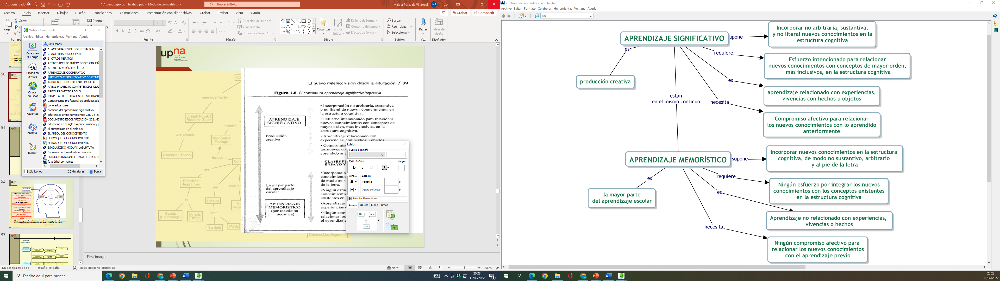 Autoguardado
1.Aprendizaje+significativo.ppt - Modo de compatibi...
Buscar (Alt+Q)
Maider Pérez de Villarreal
MP
Archivo Inicio Insertar Dibujar Diseño Transiciones Animaciones Presentación con diapositivas Grabar Revisar Vista Ayuda
Grabar
Compartir
Pegar
Cortar
Diseño
Portapa
14
N K S S ab AV Aa A
Fuente
Dirección del texto
Alinear texto
Convertir a SmartArt
Párrafo
Organizar
Estilos
rápidos
Relleno de forma
Contorno de forma
Efectos de forma
Dibujo
Buscar
Reemplazar
Seleccionar
Edición
Dictar
Voz
Ideas de
diseño
Diseñador
Vistas - CmapTools
Archivo Editar Herramientas Ventana Ayuda
Cmaps en
Mi Equipo
Cmaps en
la Nube
Cmaps
en Sitios
Favoritos
Historial
Buscar
Mis Cmaps
1. ACTIVIDADES DE INVESTIGACION
2. ACTIVIDADES DOCENTES
3. OTROS MÉRITOS
ACTIVIDADES DE INICIO SOBRE CIGUEÑ
ALFABETIZACIÓN IENTÍFICA
APRENDIZAJE COOPERATIVO
APRENDIZAJE SIGNIFICATIVO SOSTENI
ARBOL DEL CONOCIMIENTO MODELO
ARBOL PROYECTO COMPETENCIAS CIUD
ARBOL PROYECTO PAOLO
CARPETAS DE TRABAJOS DE ESTUDIANT
Conocimiento profesional de profesorado
cono edgar dale
continuo del aprendizaje significativo
diferencias entre movimientos CTS y STE
DOCUMENTO ESCOLARIZACIÓN 2021-2
educación en el siglo xxi papel alumno y p
El aprendizaje en el siglo XXI
EL ÁRBOL DEL CONOCIMIENTO
EL BOSQUE DEL CONOCIMIENTO
EL BOSQUE DEL CONOCIMIENTO
ESKOLATZEKO MODUAK LABURTUTA
Esquema de formato de entrevista
ESTRUCTURACIÓN DE CADA LECCION E
foto árbol con raíces
sólo iconos
Miniaturas
Borrar
50
51
52
53
upna
Universidad
Pública de Navarra
Nafarroako
Unibertsitate Publikoa
were invented by
Joseph Novak's
Research Team
includes
who refined
Associated
Feelings
Underlying Theory
include
are
Perceived
Regularities
are
may inc
in
Labeled
Events
(Happenings)
Objects
(Things)
with
Symbols
Words
Different Map Segments
El nuevo milenio: visión desde la educación / 39
Figura 1.8 El continuum aprendizaje significativo/repetitivo
APRENDIZAJE
SIGNIFICATIVO
Producción
creativa
La mayor parte
del aprendizaje
escolar
APRENDIZAJE
MEMORISTICO
(por repetición
mecánica)
• Incorporación no arbitraria, sustantiva
y no literal de nuevos conocimientos en
la estructura cognitiva.
• Esfuerzo intencionado para relacionar
nuevos conocimientos con conceptos de
mayor orden, más inclusivos, en la
estructura cognitiva.
• Aprendizaje relacionado con
experiencias, con hechos u objetos
• Compromis
los nuevos co
aprendido ant
CLASES PR
ENSAYO Y
•Incorporación
conocimiento
de modo no su
de la letra.
•Ningún esfue
conocimiento
existentes en
•Aprendizaje
experiencias o
•Ningún comp
relacionar los
el aprendizaje
Estilos
Fuente & Tamaño
Estilo & Color
Margen
b i u T
Aline...
Espaciar
Párrafos
pt
Ajuste de Líneas
pt
Símbolos Matemáticos
Fuente Objeto Línea Cmap
Abc Abc
Abc
First image:
Diapositiva 50 de 64
Español (España)
Accesibilidad: No disponible
Notas
108 %
Escribe aquí para buscar.
20:28
11/06/2022
continuo del aprendizaje significativo
Archivo Editar Formato Colaborar Herramientas Ventana Ayuda
160
APRENDIZAJE SIGNIFICATIVO
upone
Incorporar no arbitraria, sustantiva,
y no literal nuevos conocimientos en la
estructura cognitiva
es
producción creativa
requiere
Esfuerzo intencionado para relacionar
nuevos conocimientos con conceptos de mayor orden,
más inclusivos, en la estructura cognitiva
es
aprendizaje relacionado con experiencias,
vivencias con hechos u objetos
están
en el mismo continuo
necesita
Compromiso afectivo para relacionar
los nuevos conocimientos con lo aprendido
anteriormente
APRENDIZAJE MEMORÍSTICO
supone
incorporar nuevos conocimientos en la estructura
cognitiva, de modo no sustantivo, arbitrario
y al pie de la letra
es
la mayor parte
del aprendizaje escolar
requiere
Ningún esfuerzo por integrar los nuevos
conocimientos con los conceptos existentes
en la estructura cognitiva
es
Aprendizaje no relacionado con experiencias,
vivencias o hechos
necesita
Ningún compromiso afectivo para
relacionar los nuevos conocimientos
con el aprendizaje previo
20:28
11/06/2022